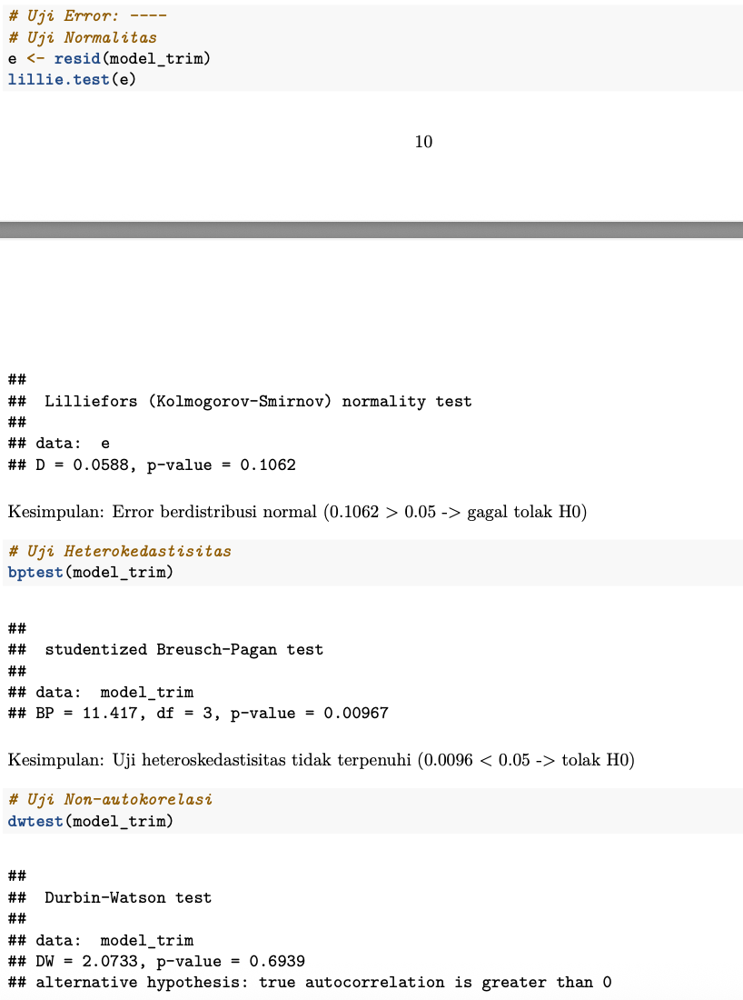 # Uji Error: ----
# Uji Normalitas
e <- resid(model_trim)
lillie.test(e)
10
##
##  Lilliefors (Kolmogorov-Smirnov) normality test
##
## data:  e
## D = 0.0588, p-value = 0.1062
Kesimpulan: Error berdistribusi normal (0.1062 > 0.05 -> gagal tolak H0)
# Uji Heterokedastisitas
bptest(model_trim)
##
##  studentized Breusch-Pagan test
##
## data:  model_trim
## BP = 11.417, df = 3, p-value = 0.00967
Kesimpulan: Uji heteroskedastisitas tidak terpenuhi (0.0096 < 0.05 -> tolak H0)
# Uji Non-autokorelasi
dwtest(model_trim)
##
##  Durbin-Watson test
##
## data:  model_trim
## DW = 2.0733, p-value = 0.6939
## alternative hypothesis: true autocorrelation is greater than 0